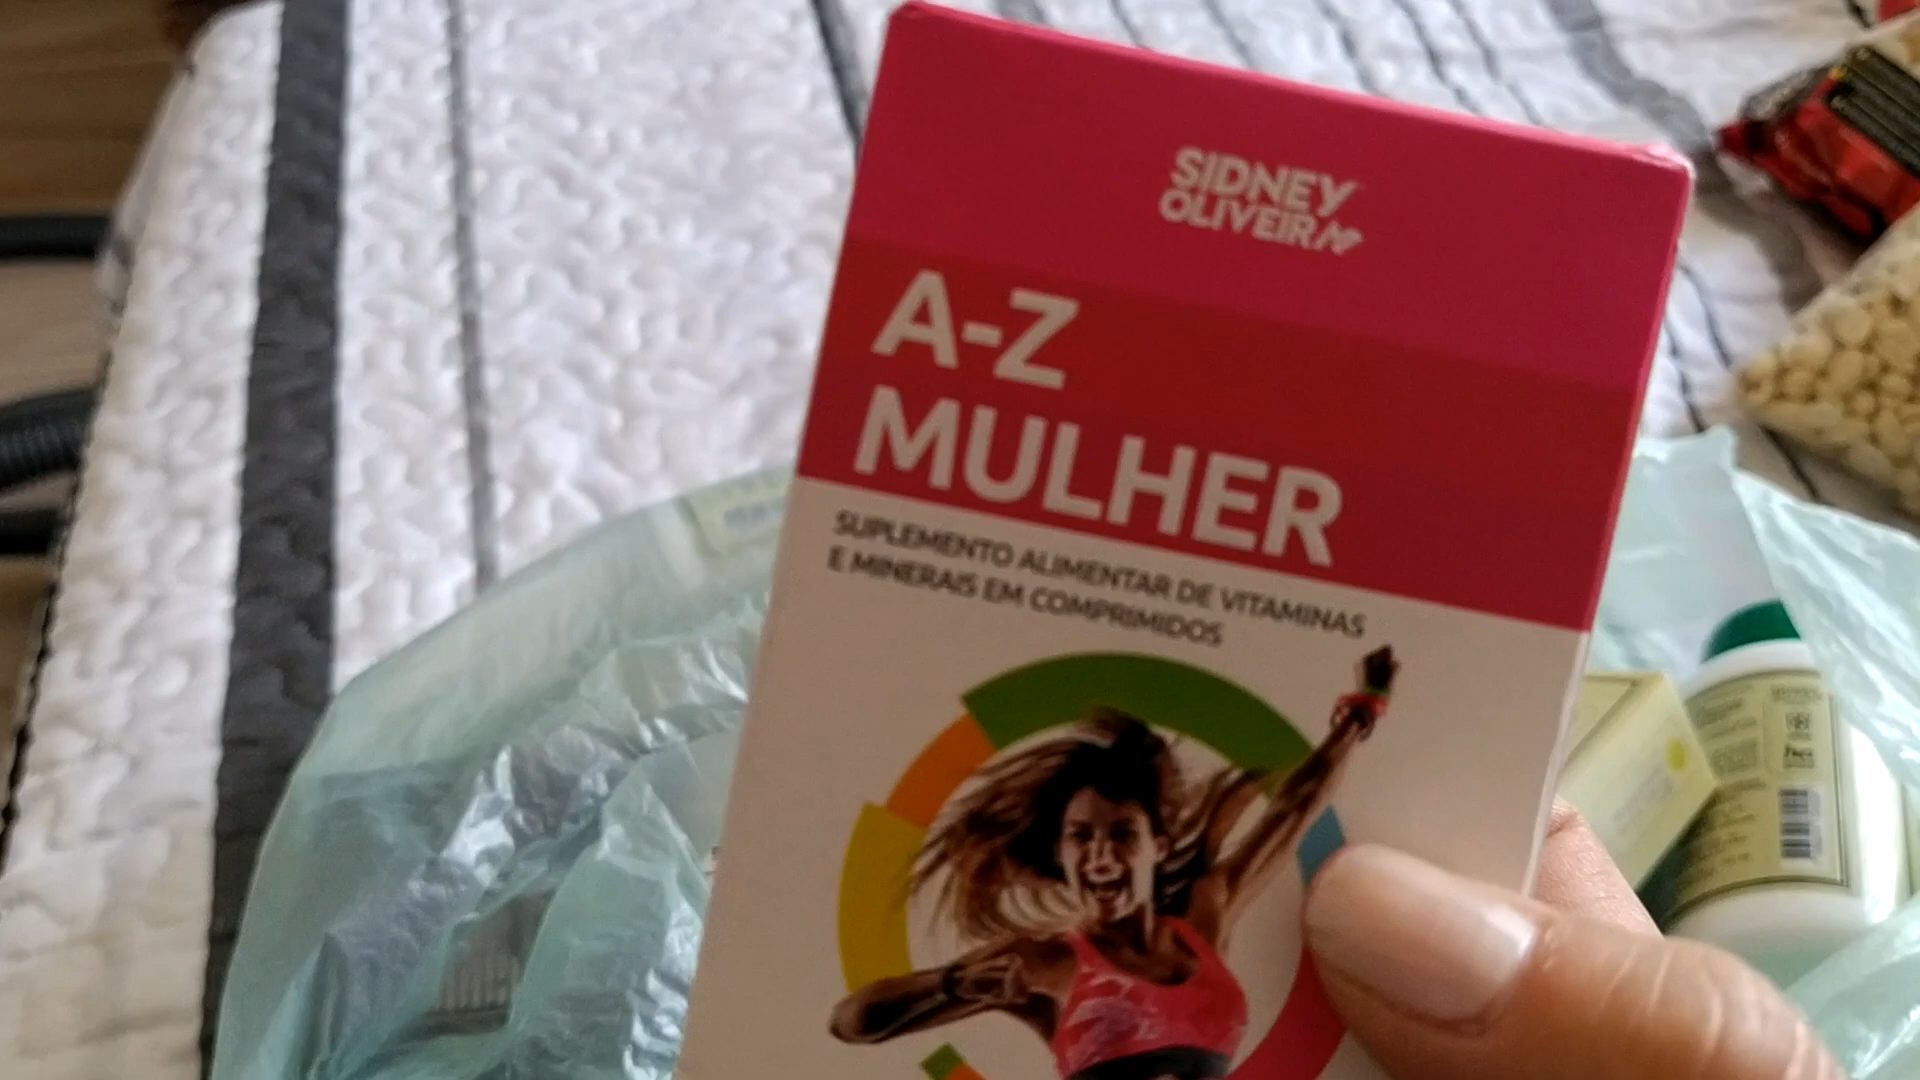 SIDNEY
OLIVEIRA
A-Z
MULHER
SUPLEMENTO ALIMENTAR DE VITAMINAS
E MINERAIS EM COMPRIMIDOS